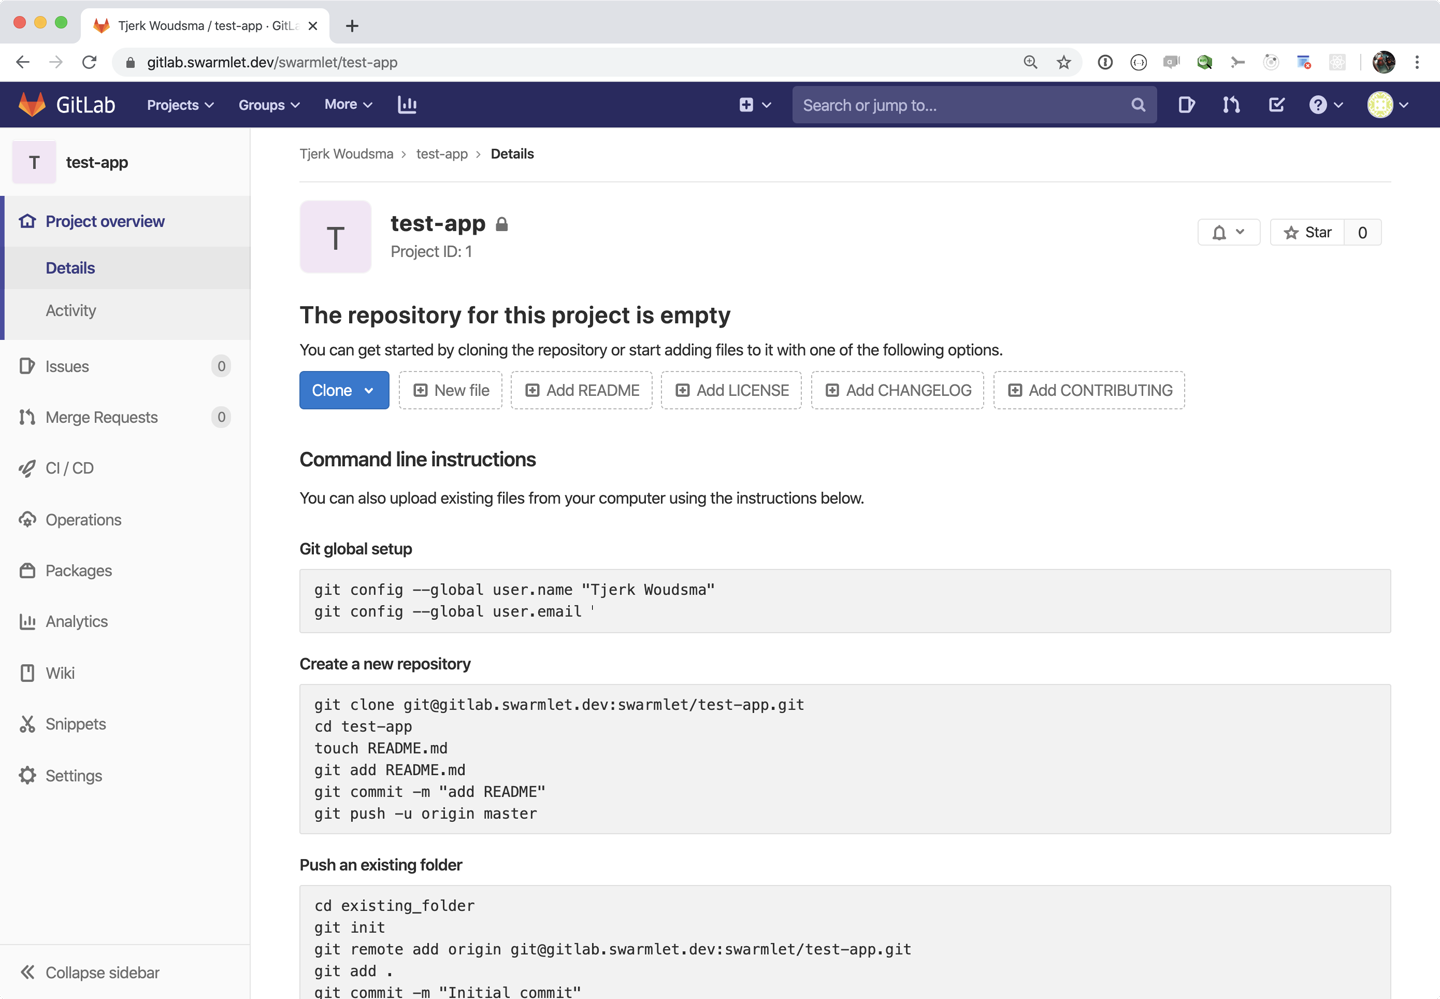 Tjerk Woudsma / test-app · GitLa
gitlab.swarmlet.dev/swarmlet/test-app
GitLab
Projects
Groups
More
Search or jump to...
T
test-app
Project overview
Details
Activity
Issues
0
Merge Requests
0
CI / CD
Operations
Packages
Analytics
Wiki
Snippets
Settings
Collapse sidebar
Tjerk Woudsma › test-app › Details
T
test-app
Project ID: 1
Star
0
The repository for this project is empty
You can get started by cloning the repository or start adding files to it with one of the following options.
Clone
New file
Add README
Add LICENSE
Add CHANGELOG
Add CONTRIBUTING
Command line instructions
You can also upload existing files from your computer using the instructions below.
Git global setup
git config --global user.name "Tjerk Woudsma"
git config --global user.email '
Create a new repository
git clone git@gitlab.swarmlet.dev:swarmlet/test-app.git
cd test-app
touch README.md
git add README.md
git commit -m "add README"
git push -u origin master
Push an existing folder
cd existing_folder
git init
git remote add origin git@gitlab.swarmlet.dev:swarmlet/test-app.git
git add .
git commit -m "Initial commit"